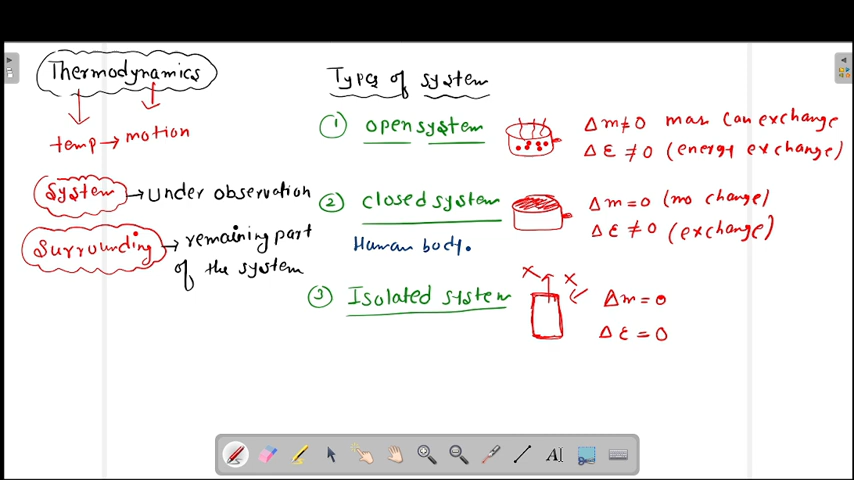 Thermodynamics
temp → motion
System → Under observation
Surrounding → remaining part
of the system
Types of system
① open system
Δm ≠ 0 mass can exchange
ΔE ≠ 0 (energy exchange)
② closed system
Δm = 0 (no change)
ΔE ≠ 0 (exchange)
Human body.
③ Isolated system
x x
Δm = 0
ΔE = 0